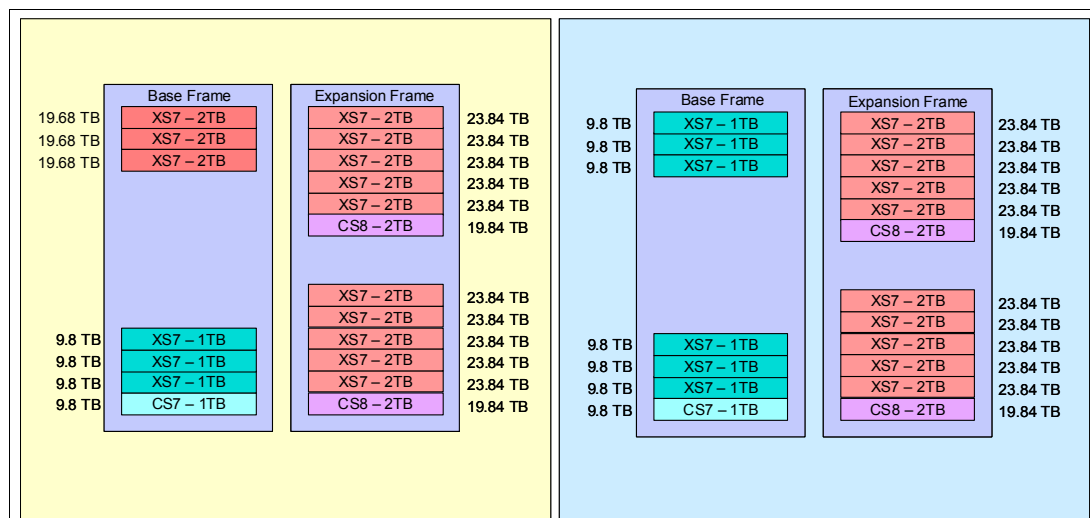 Base Frame
19.68 TB XS7 – 2TB
19.68 TB XS7 – 2TB
19.68 TB XS7 – 2TB
9.8 TB XS7 – 1TB
9.8 TB XS7 – 1TB
9.8 TB XS7 – 1TB
9.8 TB CS7 – 1TB
Expansion Frame
XS7 – 2TB 23.84 TB
XS7 – 2TB 23.84 TB
XS7 – 2TB 23.84 TB
XS7 – 2TB 23.84 TB
XS7 – 2TB 23.84 TB
CS8 – 2TB 19.84 TB
XS7 – 2TB 23.84 TB
XS7 – 2TB 23.84 TB
XS7 – 2TB 23.84 TB
XS7 – 2TB 23.84 TB
XS7 – 2TB 23.84 TB
CS8 – 2TB 19.84 TB
Base Frame
9.8 TB XS7 – 1TB
9.8 TB XS7 – 1TB
9.8 TB XS7 – 1TB
9.8 TB XS7 – 1TB
9.8 TB XS7 – 1TB
9.8 TB XS7 – 1TB
9.8 TB CS7 – 1TB
Expansion Frame
XS7 – 2TB 23.84 TB
XS7 – 2TB 23.84 TB
XS7 – 2TB 23.84 TB
XS7 – 2TB 23.84 TB
XS7 – 2TB 23.84 TB
CS8 – 2TB 19.84 TB
XS7 – 2TB 23.84 TB
XS7 – 2TB 23.84 TB
XS7 – 2TB 23.84 TB
XS7 – 2TB 23.84 TB
XS7 – 2TB 23.84 TB
CS8 – 2TB 19.84 TB